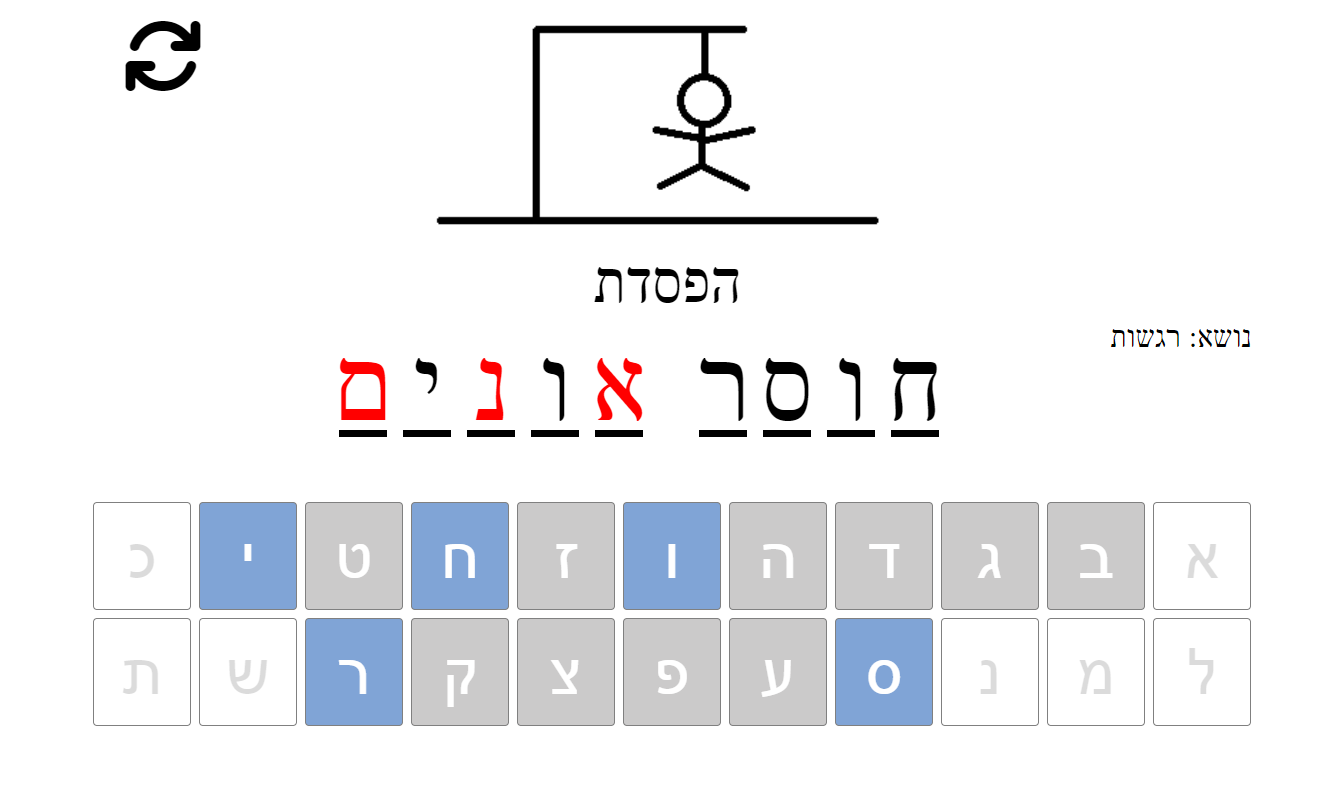 הפסדת
נושא: רגשות
חוסר אונים
א ב ג ד ה ו ז ח ט י כ
ל מ נ ס ע פ צ ק ר ש ת